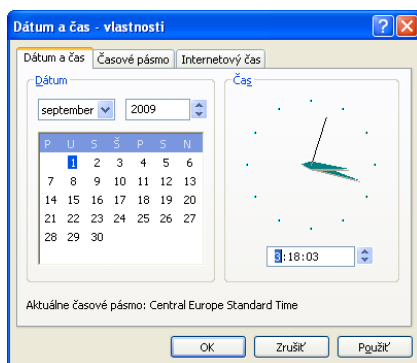 Dátum a čas - vlastnosti
Dátum a čas Časové pásmo Internetový čas
Dátum
september 2009
P U S Š P S N
1 2 3 4 5 6
7 8 9 10 11 12 13
14 15 16 17 18 19 20
21 22 23 24 25 26 27
28 29 30
Čas
3:18:03
Aktuálne časové pásmo: Central Europe Standard Time
OK Zrušiť Použiť